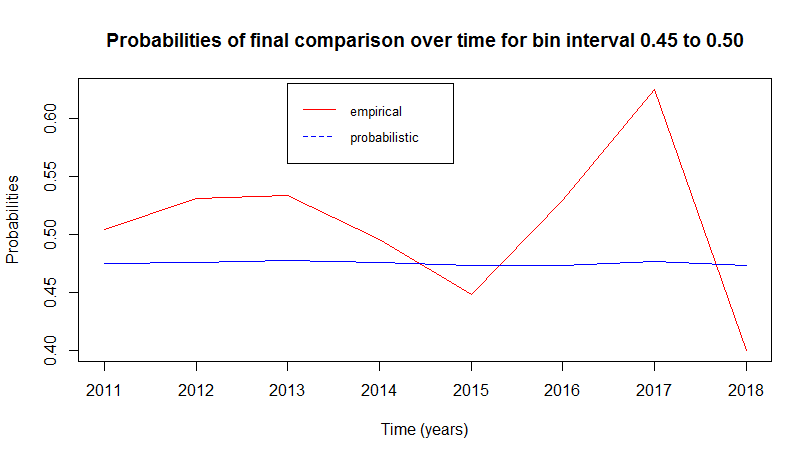 Probabilities of final comparison over time for bin interval 0.45 to 0.50
empirical
probabilistic
0.60
0.55
0.50
0.45
0.40
Probabilities
2011 2012 2013 2014 2015 2016 2017 2018
Time (years)